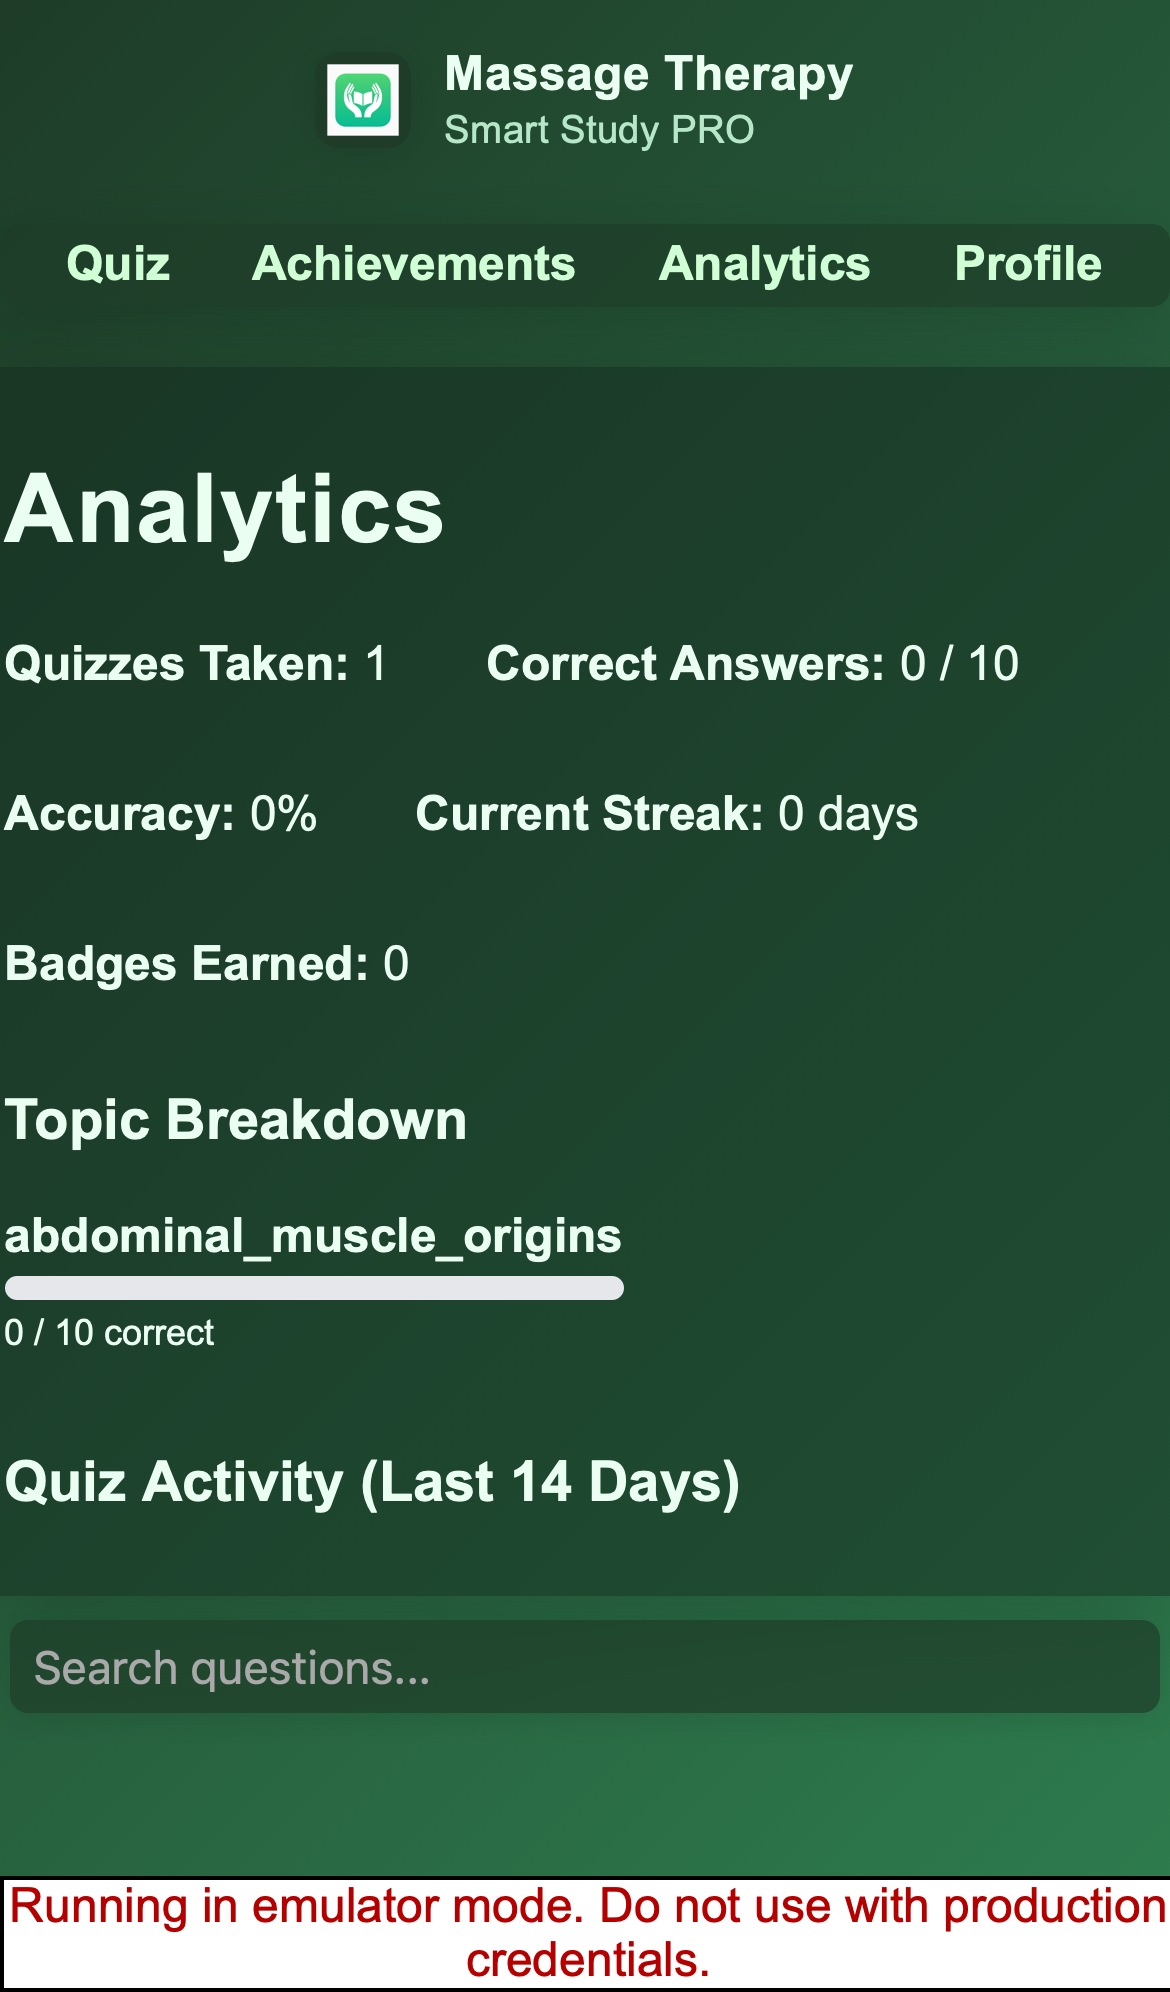 Massage Therapy
Smart Study PRO
Quiz Achievements Analytics Profile
Analytics
Quizzes Taken: 1 Correct Answers: 0 / 10
Accuracy: 0% Current Streak: 0 days
Badges Earned: 0
Topic Breakdown
abdominal_muscle_origins
0 / 10 correct
Quiz Activity (Last 14 Days)
Search questions...
Running in emulator mode. Do not use with production
credentials.